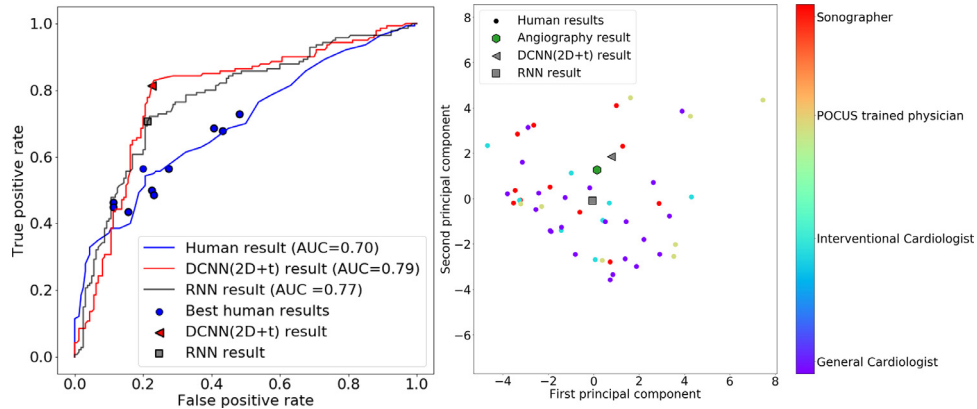 1.0
0.8
0.6
0.4
0.2
0.0
True positive rate
0.0 0.2 0.4 0.6 0.8 1.0
False positive rate
Human result (AUC=0.70)
DCNN(2D+t) result (AUC=0.79)
RNN result (AUC =0.77)
Best human results
DCNN(2D+t) result
RNN result
Human results
Angiography result
DCNN(2D+t) result
RNN result
8
6
4
2
0
−2
−4
−6
Second principal component
−4 −2 0 2 4 6 8
First principal component
Sonographer
POCUS trained physician
Interventional Cardiologist
General Cardiologist